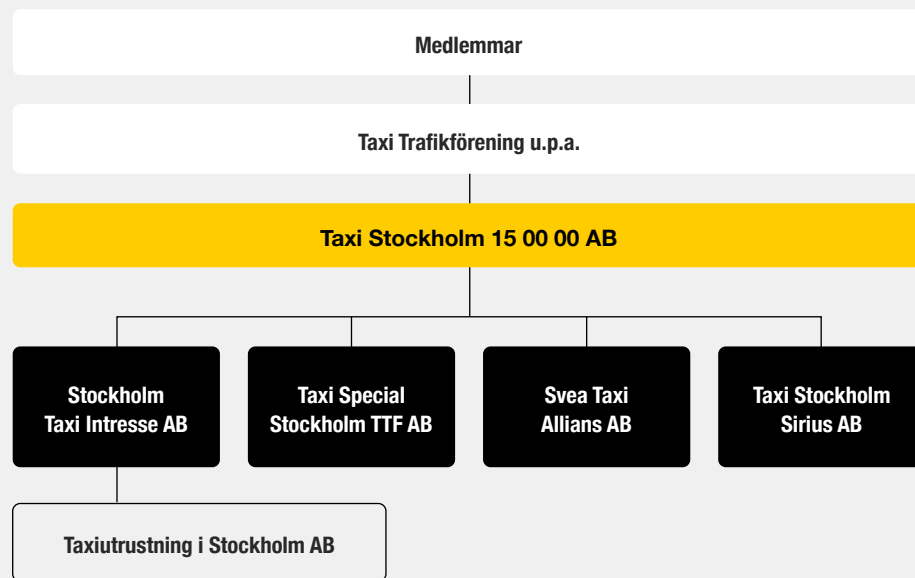 Medlemmar
Taxi Trafikförening u.p.a.
Taxi Stockholm 15 00 00 AB
Stockholm
Taxi Intresse AB
Taxi Special
Stockholm TTF AB
Svea Taxi
Allians AB
Taxi Stockholm
Sirius AB
Taxiutrustning i Stockholm AB